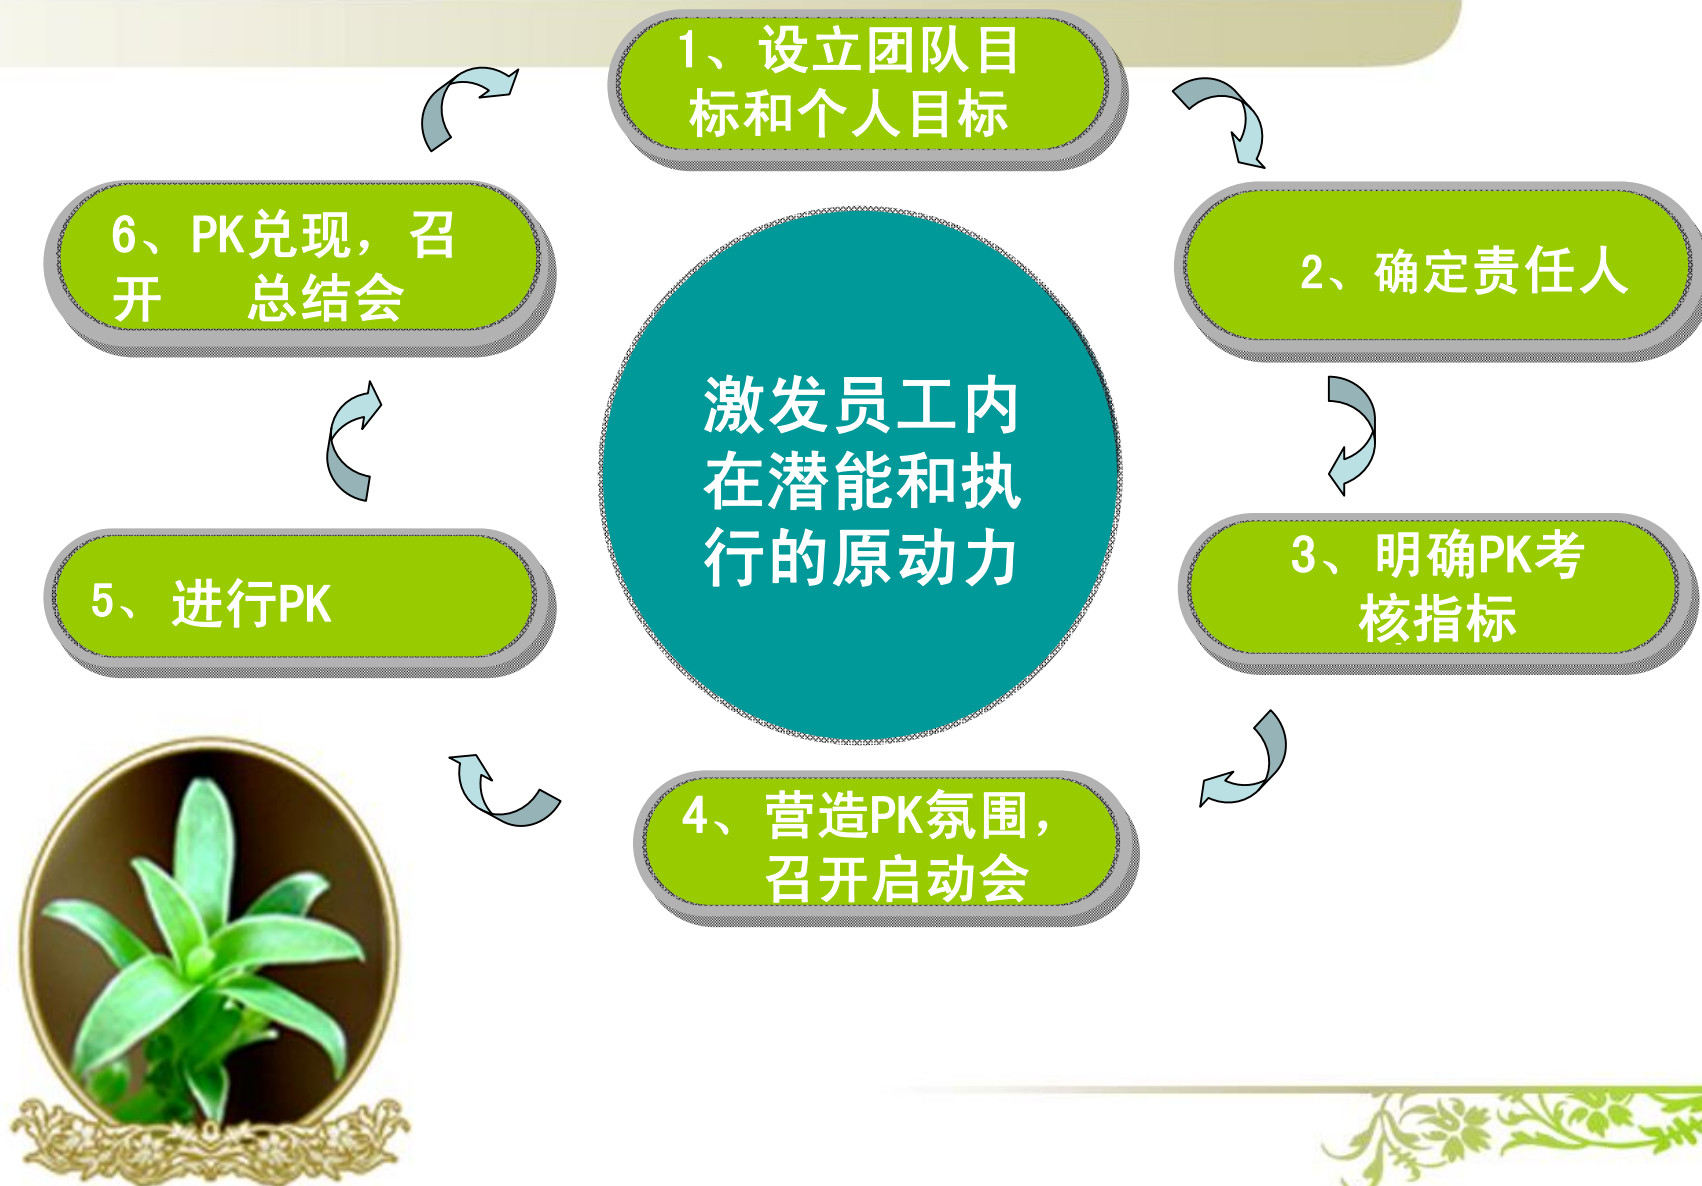 1、设立团队目
标和个人目标
2、确定责任人
3、明确PK考
核指标
4、营造PK氛围，
召开启动会
5、进行PK
6、PK兑现，召
开 总结会
激发员工内
在潜能和执
行的原动力